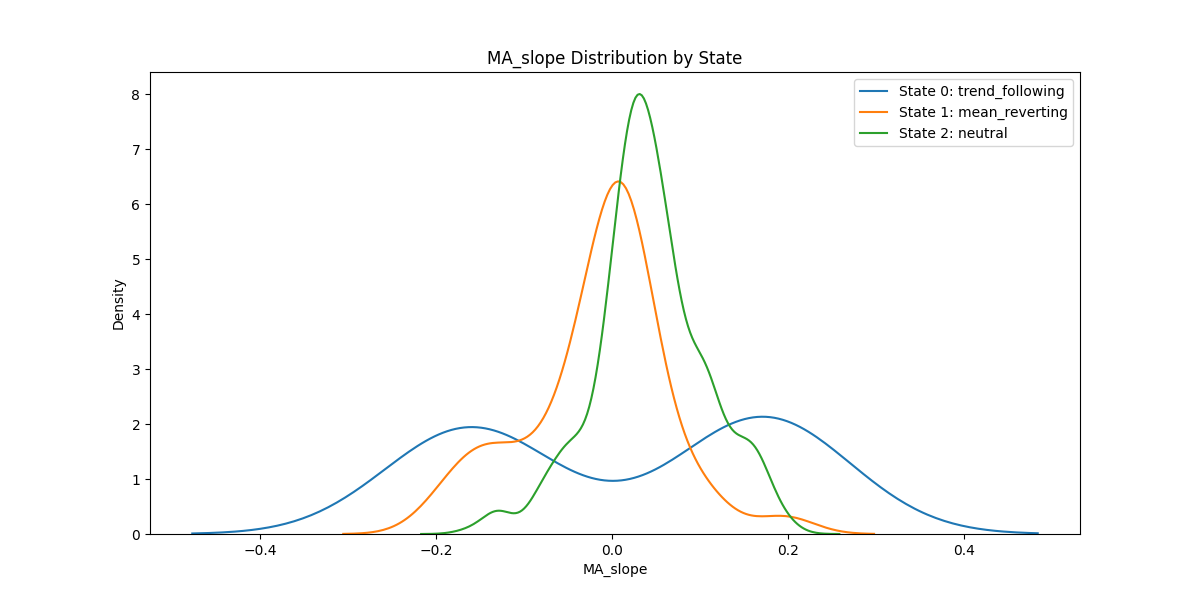 MA_slope Distribution by State
State 0: trend_following
State 1: mean_reverting
State 2: neutral
Density
8
7
6
5
4
3
2
1
0
−0.4 −0.2 0.0 0.2 0.4
MA_slope